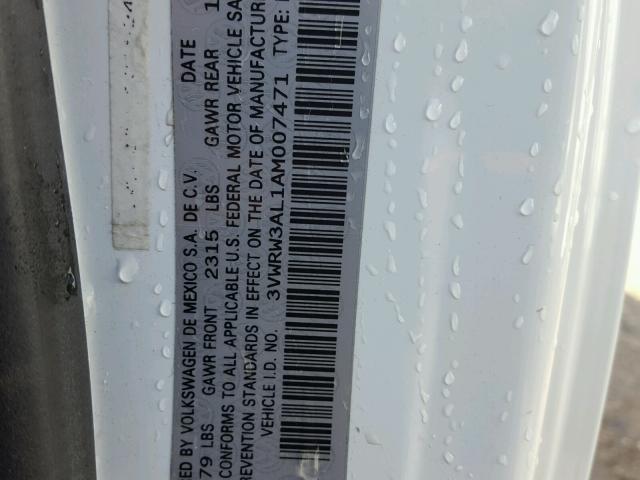 ED BY VOLKSWAGEN DE MEXICO S.A. DE C.V. DATE
79 LBS GAWR FRONT 2315 LBS GAWR REAR 1
CONFORMS TO ALL APPLICABLE U.S. FEDERAL MOTOR VEHICLE SA
REVENTION STANDARDS IN EFFECT ON THE DATE OF MANUFACTUR
VEHICLE I.D. NO. 3VWRW3AL1AM007471 TYPE: